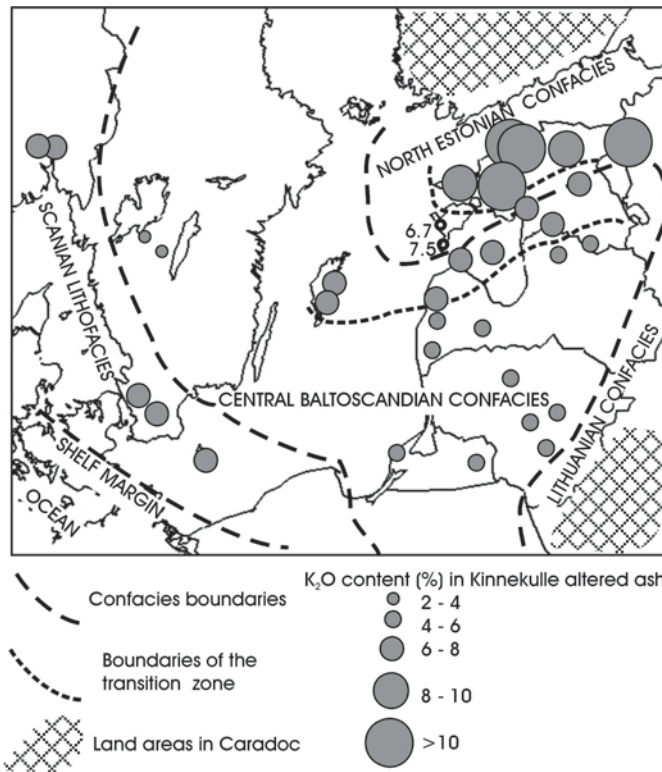 NORTH ESTONIAN CONFACIES
6.7
7.5
SCANIAN LITHOFACIES
CENTRAL BALTOSCANDIAN CONFACIES
LITHUANIAN CONFACIES
SHELF MARGIN
OCEAN
K₂O content (%) in Kinnekulle altered ash
Confacies boundaries
2 - 4
4 - 6
6 - 8
Boundaries of the
transition zone
8 - 10
Land areas in Caradoc
>10